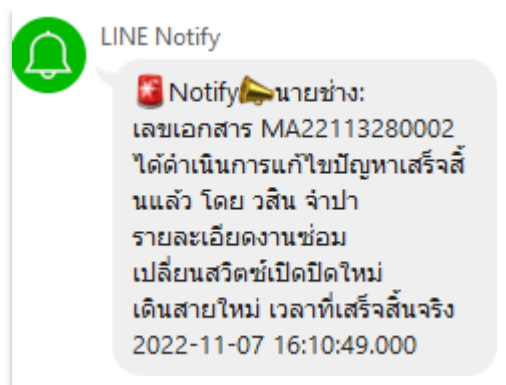 LINE Notify
🚨Notify📣นายช่าง:
เลขเอกสาร MA22113280002
ได้ดำเนินการแก้ไขปัญหาเสร็จสิ้
นแล้ว โดย วสิน จำปา
รายละเอียดงานซ่อม
เปลี่ยนสวิตซ์เปิดปิดใหม่
เดินสายใหม่ เวลาที่เสร็จสิ้นจริง
2022-11-07 16:10:49.000